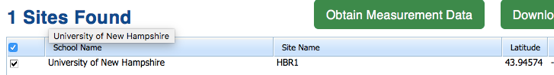 1 Sites Found
Obtain Measurement Data
University of New Hampshire
School Name Site Name Latitude
University of New Hampshire HBR1 43.94574